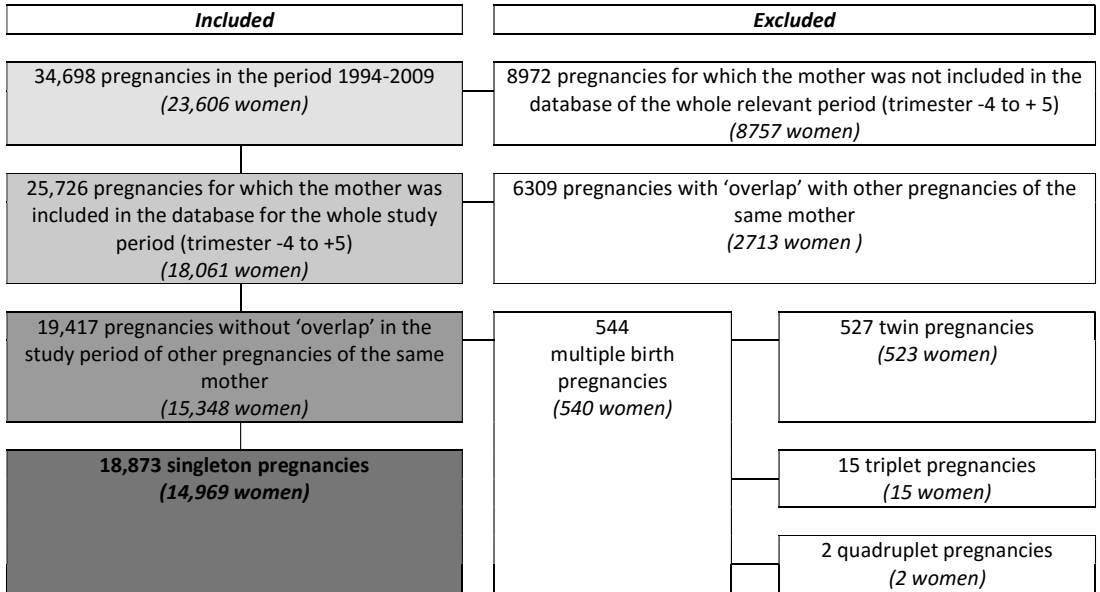 Included
Excluded
34,698 pregnancies in the period 1994-2009
(23,606 women)
8972 pregnancies for which the mother was not included in the
database of the whole relevant period (trimester -4 to + 5)
(8757 women)
25,726 pregnancies for which the mother was
included in the database for the whole study
period (trimester -4 to +5)
(18,061 women)
6309 pregnancies with ‘overlap’ with other pregnancies of the
same mother
(2713 women )
19,417 pregnancies without ‘overlap’ in the
study period of other pregnancies of the same
mother
(15,348 women)
544
multiple birth
pregnancies
(540 women)
527 twin pregnancies
(523 women)
18,873 singleton pregnancies
(14,969 women)
15 triplet pregnancies
(15 women)
2 quadruplet pregnancies
(2 women)